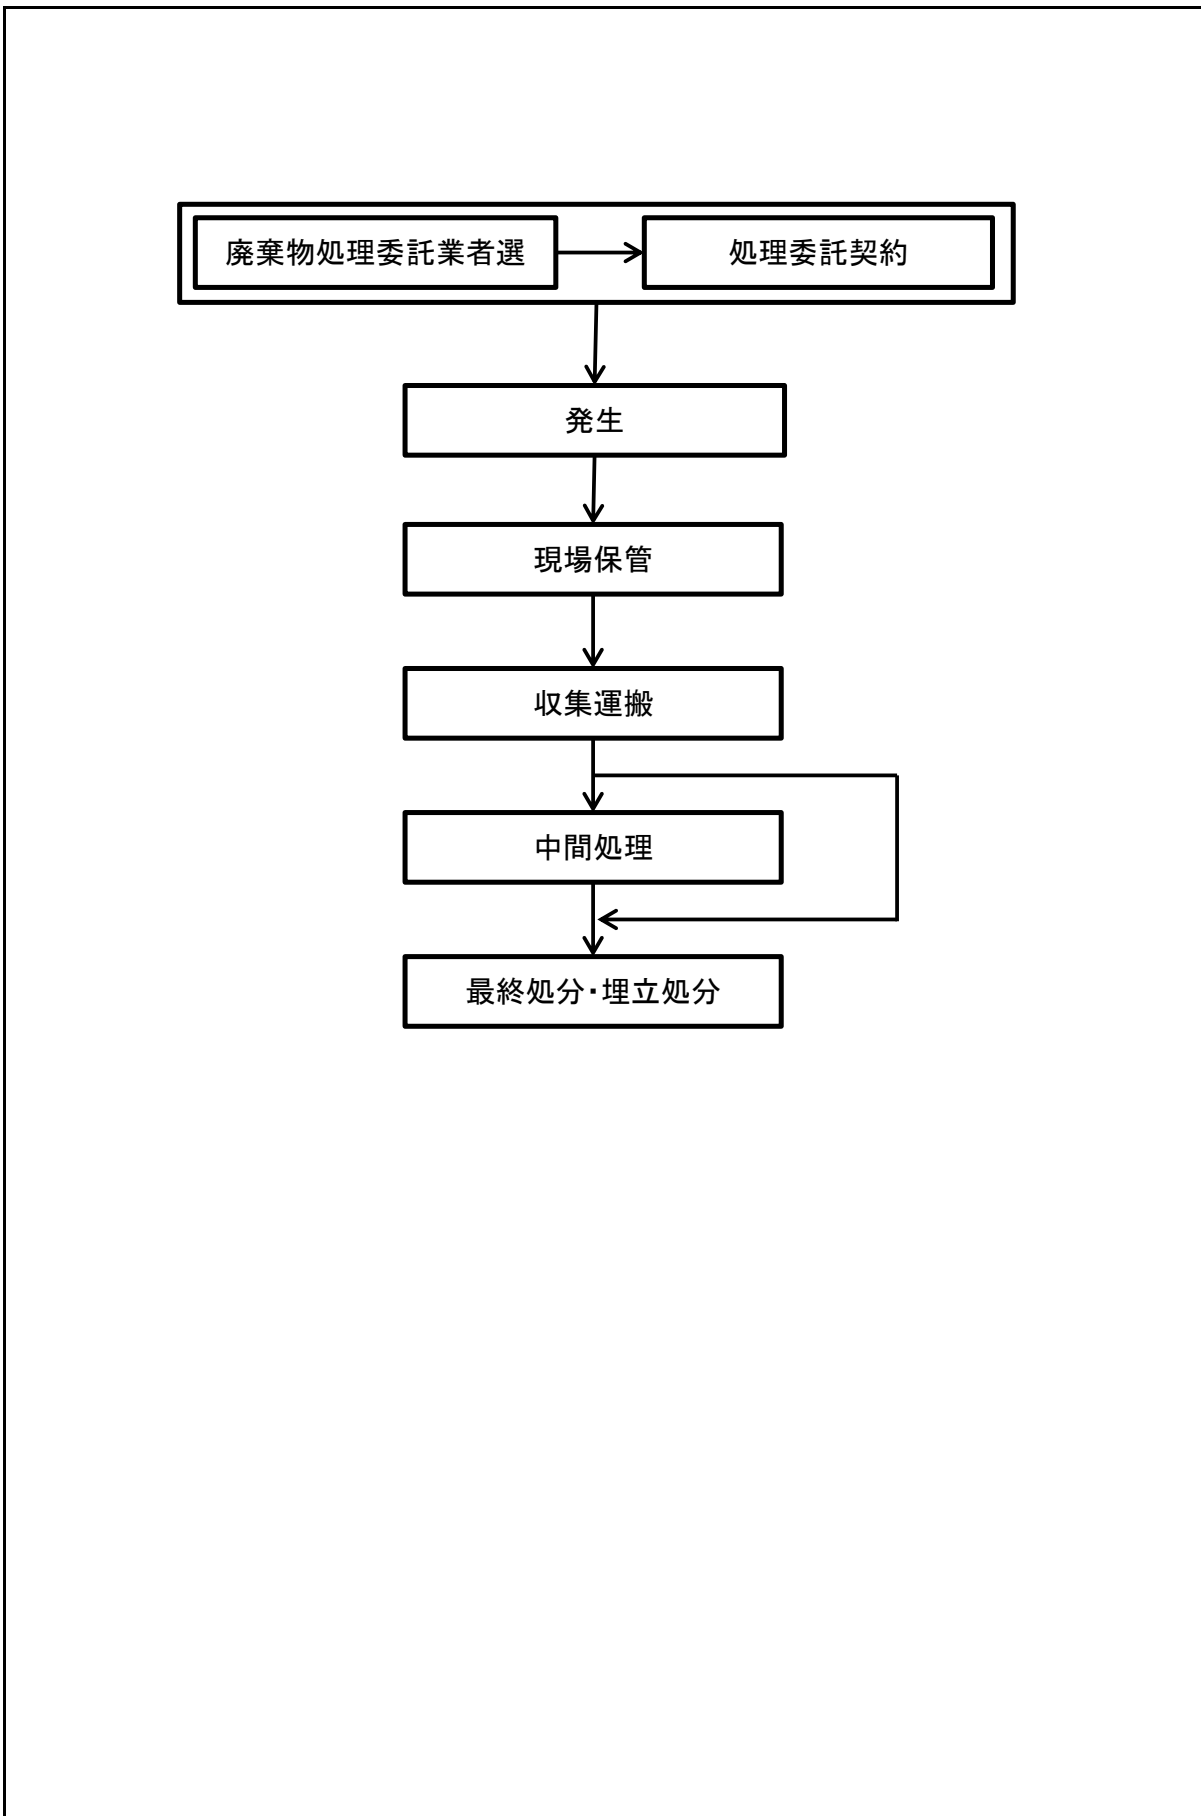 廃棄物処理委託業者選
処理委託契約
発生
現場保管
収集運搬
中間処理
最終処分・埋立処分